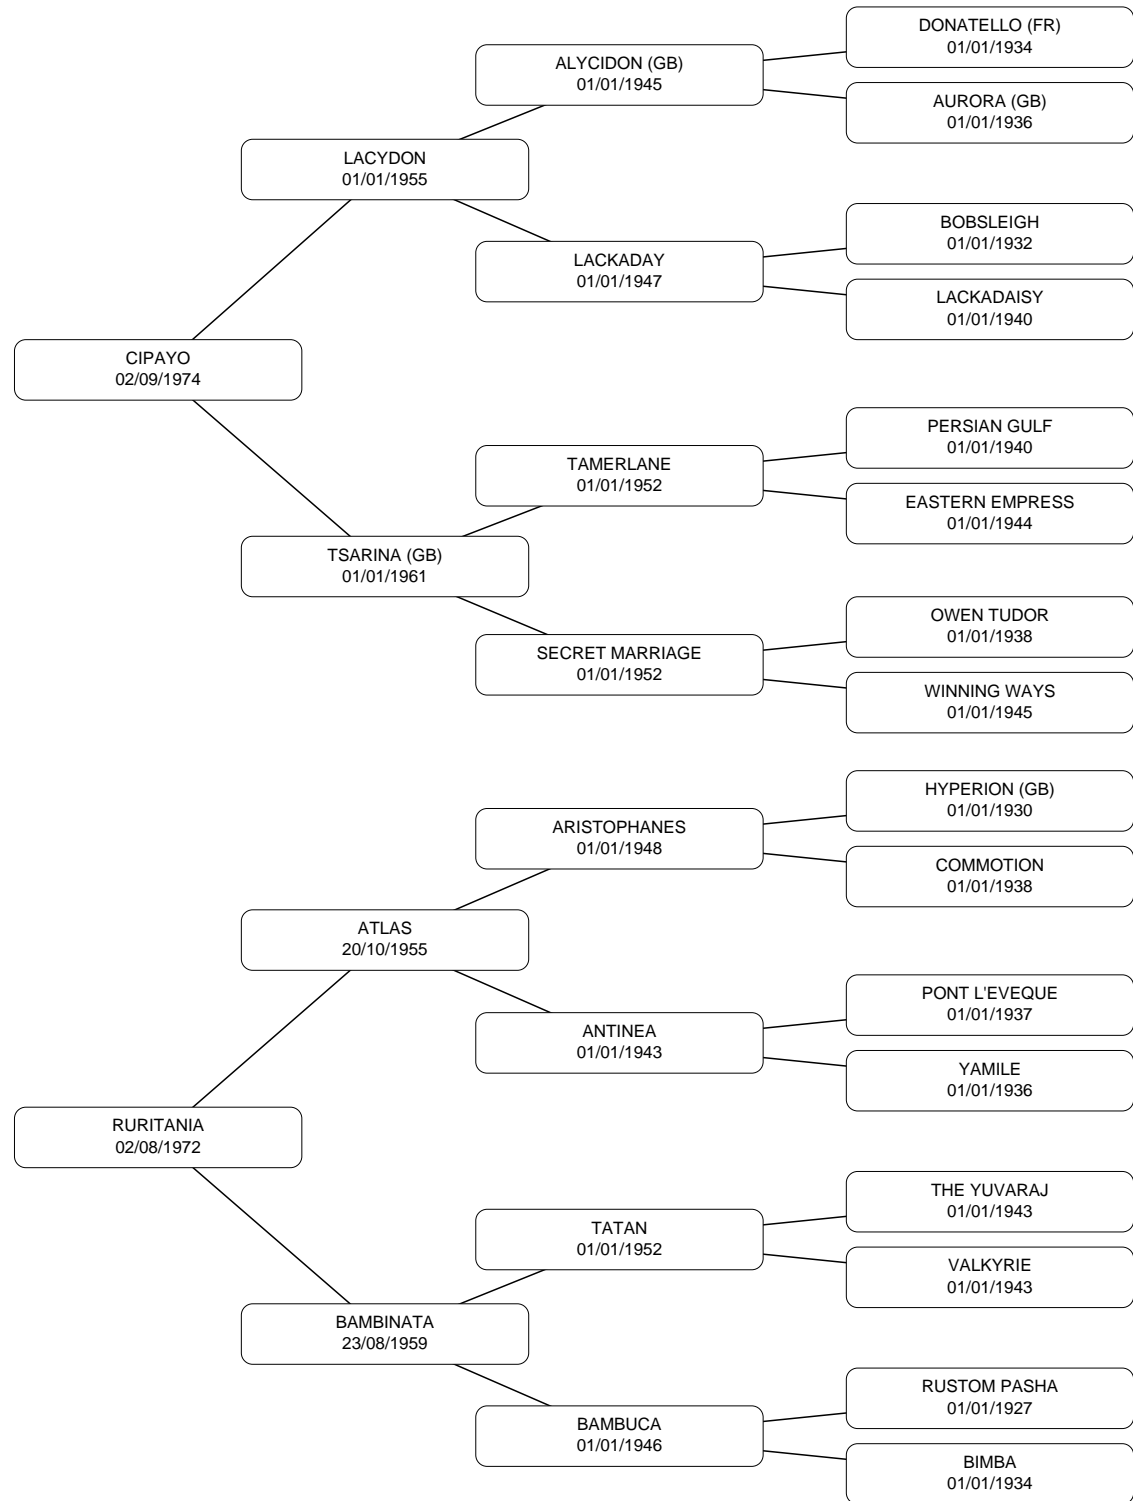 DONATELLO (FR)
01/01/1934
ALYCIDON (GB)
01/01/1945
AURORA (GB)
01/01/1936
LACYDON
01/01/1955
BOBSLEIGH
01/01/1932
LACKADAY
01/01/1947
LACKADAISY
01/01/1940
CIPAYO
02/09/1974
PERSIAN GULF
01/01/1940
TAMERLANE
01/01/1952
EASTERN EMPRESS
01/01/1944
TSARINA (GB)
01/01/1961
OWEN TUDOR
01/01/1938
SECRET MARRIAGE
01/01/1952
WINNING WAYS
01/01/1945
HYPERION (GB)
01/01/1930
ARISTOPHANES
01/01/1948
COMMOTION
01/01/1938
ATLAS
20/10/1955
PONT L'EVEQUE
01/01/1937
ANTINEA
01/01/1943
YAMILE
01/01/1936
RURITANIA
02/08/1972
THE YUVARAJ
01/01/1943
TATAN
01/01/1952
VALKYRIE
01/01/1943
BAMBINATA
23/08/1959
RUSTOM PASHA
01/01/1927
BAMBUCA
01/01/1946
BIMBA
01/01/1934